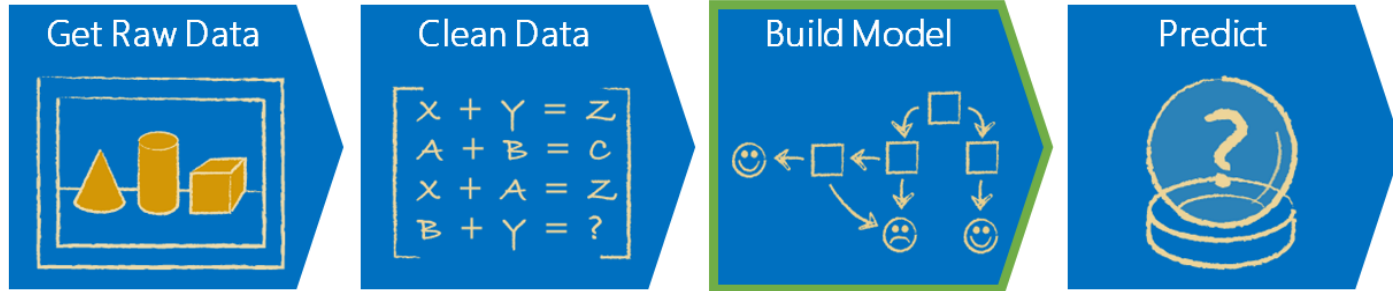 Get Raw Data
Clean Data
X + Y = Z
A + B = C
X + A = Z
B + Y = ?
Build Model
Predict
?